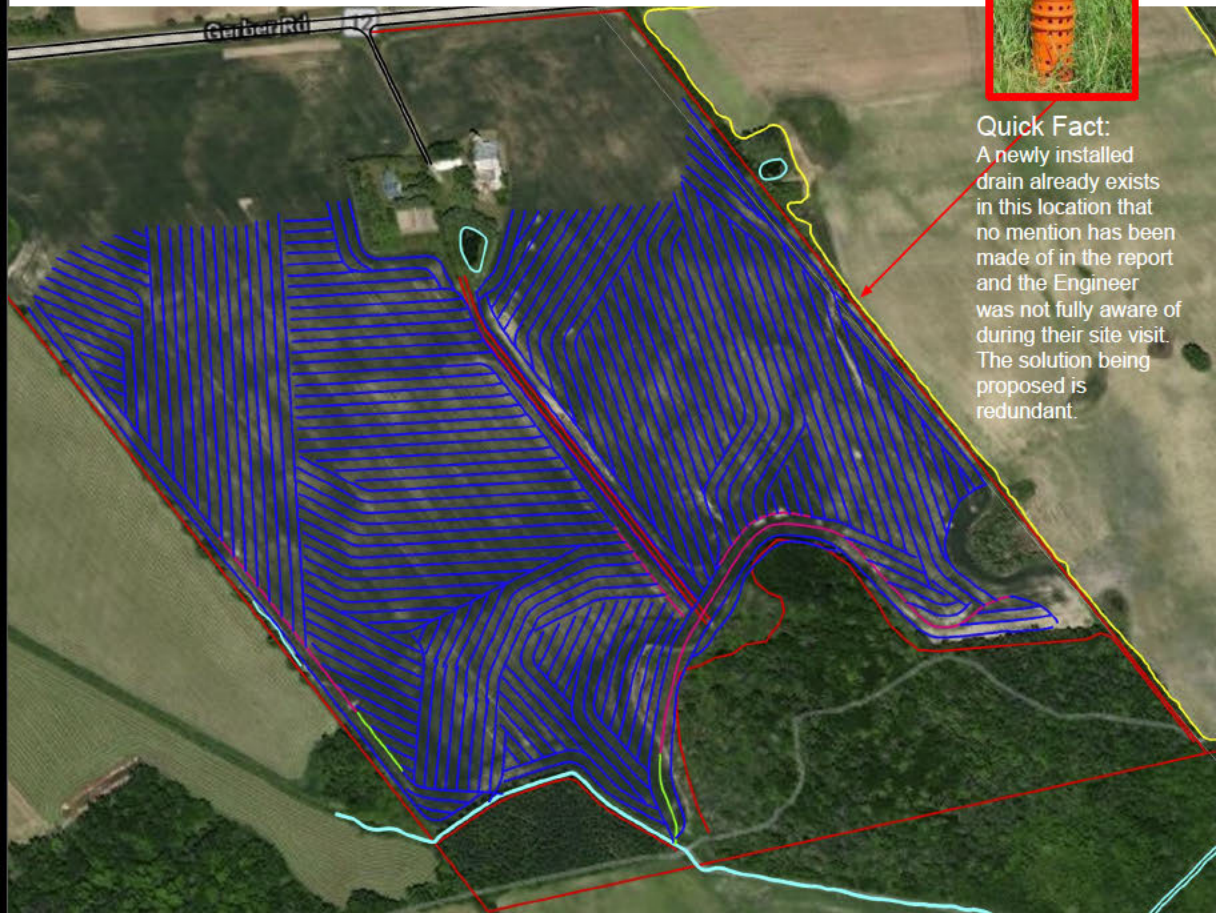 Gerber Rd
12
Quick Fact:
A newly installed
drain already exists
in this location that
no mention has been
made of in the report
and the Engineer
was not fully aware of
during their site visit.
The solution being
proposed is
redundant.